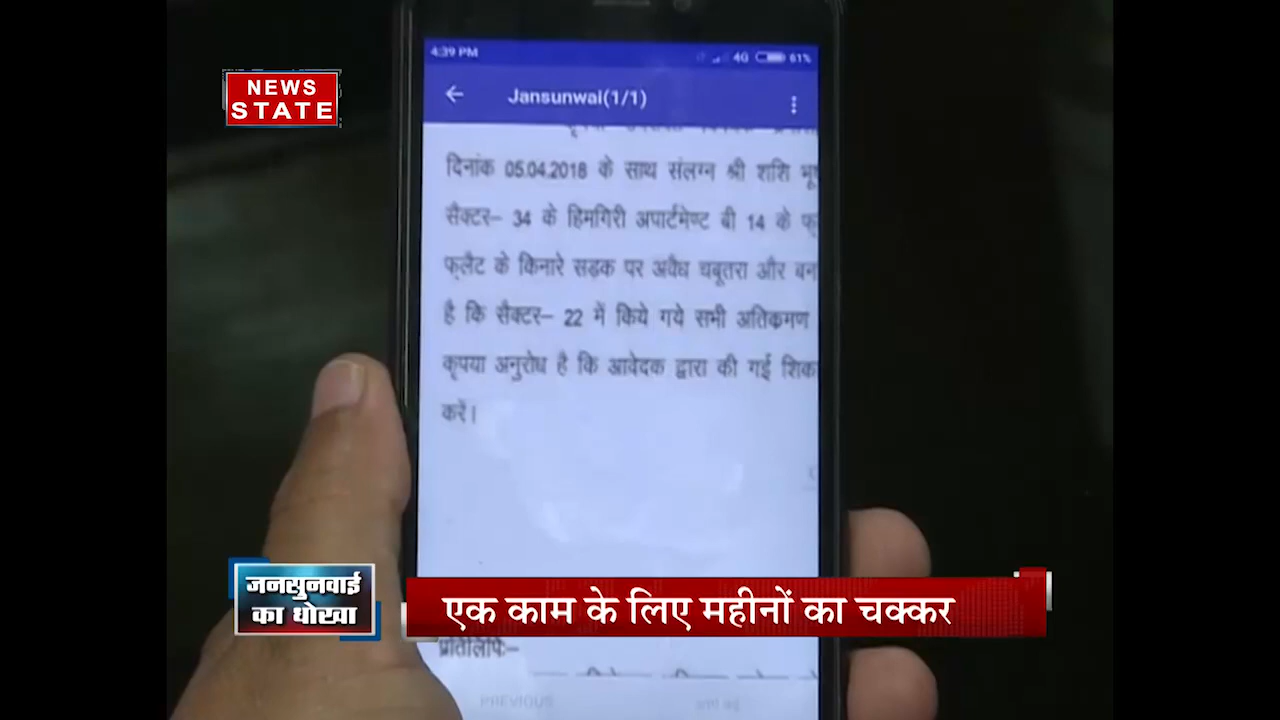 NEWS
STATE
4:39 PM
4G 61%
Jansunwai(1/1)
दिनांक 05.04.2018 के साथ संलग्न श्री शशि
सैक्टर– 34 के हिमगिरी अपार्टमेण्ट बी 14 के
फ्लैट के किनारे सड़क पर अवैध चबूतरा और
है कि सैक्टर– 22 में किये गये सभी अतिक्रमण
कृपया अनुरोध है कि आवेदक द्वारा की गई
करें।
जनसुनवाई
का धोखा
एक काम के लिए महीनों का चक्कर
प्रतिलिपिः–
PREVIOUS